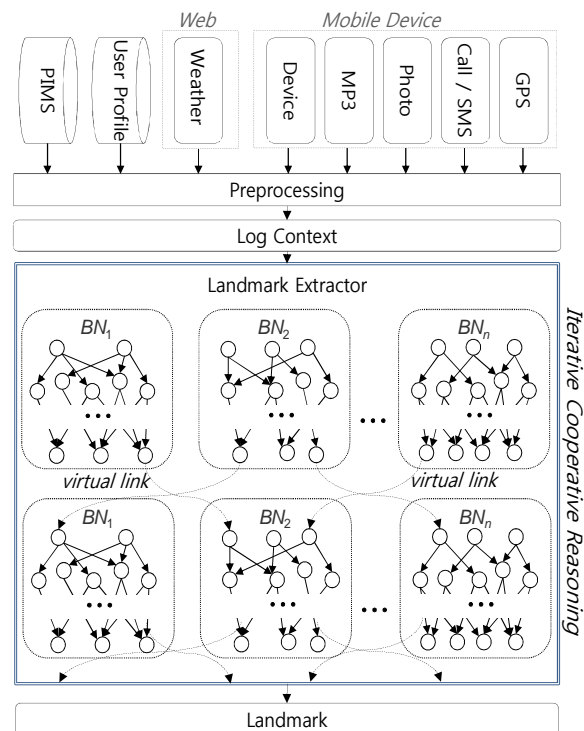 Web
Mobile Device
PIMS
User Profile
Weather
Device
MP3
Photo
Call / SMS
GPS
Preprocessing
Log Context
Landmark Extractor
BN1
BN2
BNn
...
...
...
...
virtual link
virtual link
BN1
BN2
BNn
...
...
...
...
Iterative Cooperative Reasoning
Landmark